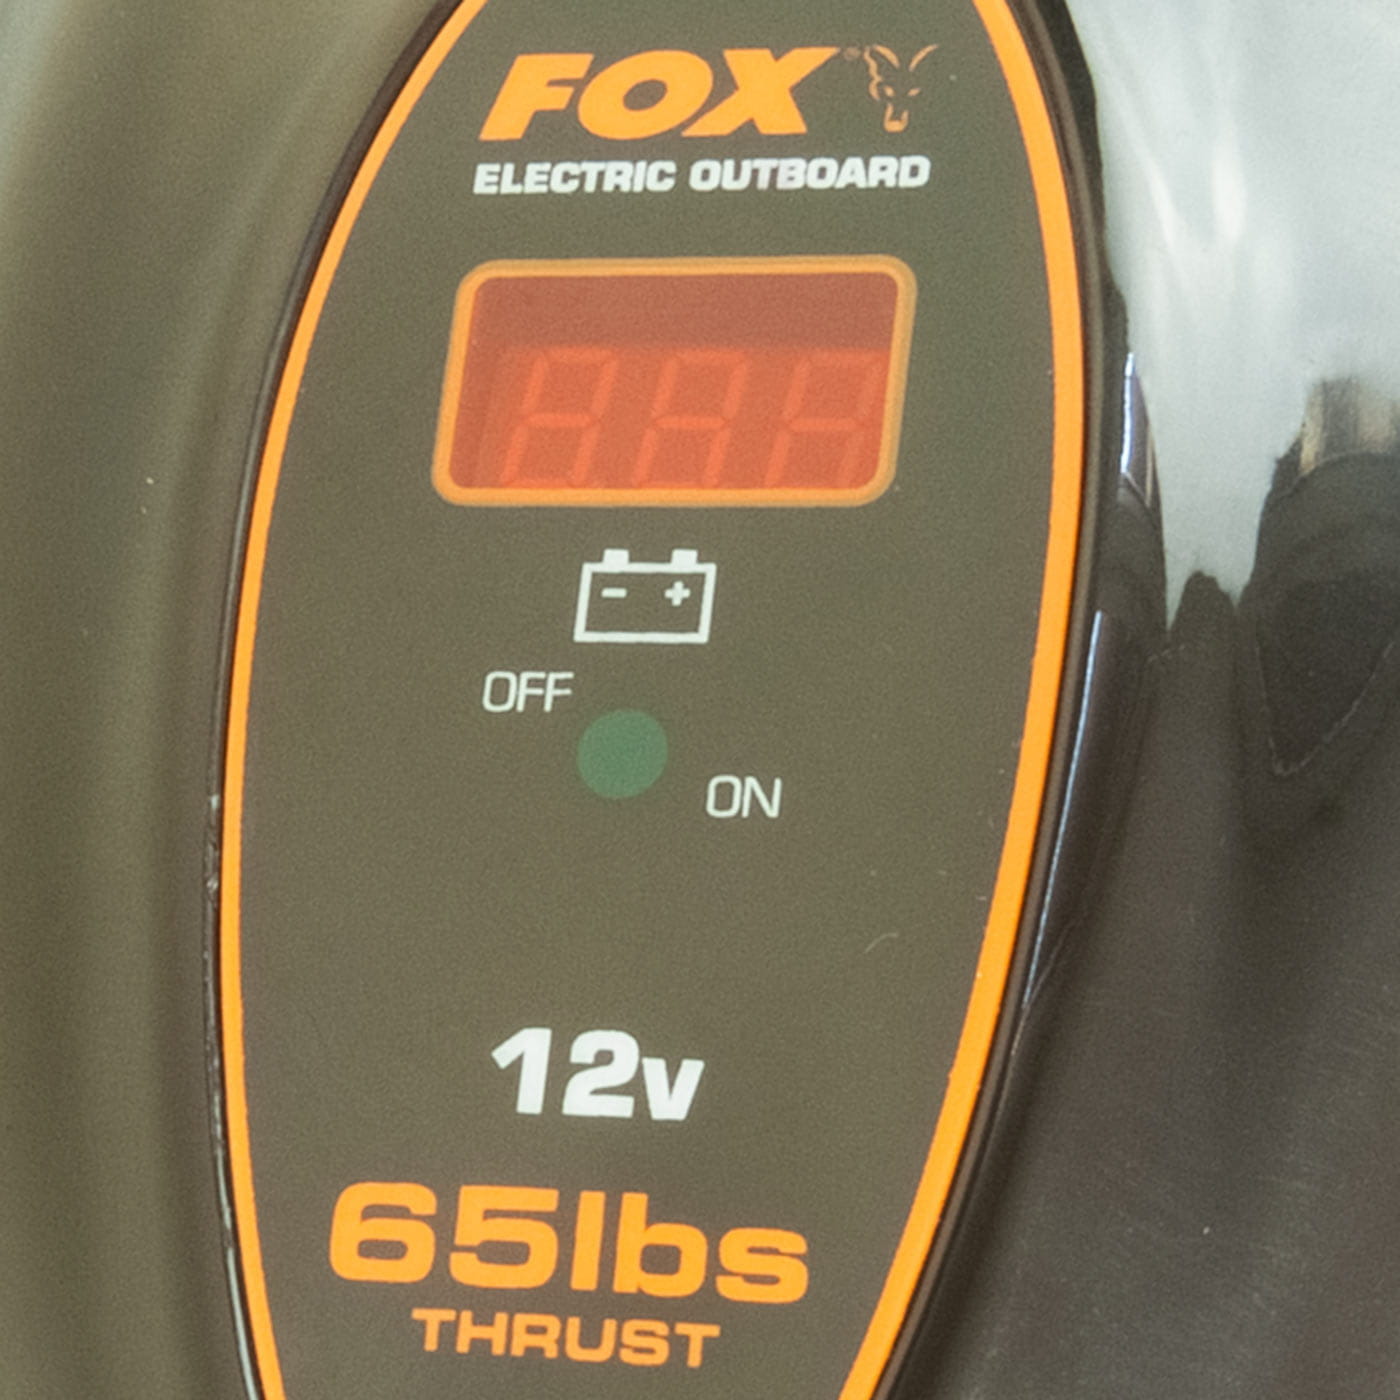 FOX®
ELECTRIC OUTBOARD
- +
OFF
ON
12v
65lbs
THRUST